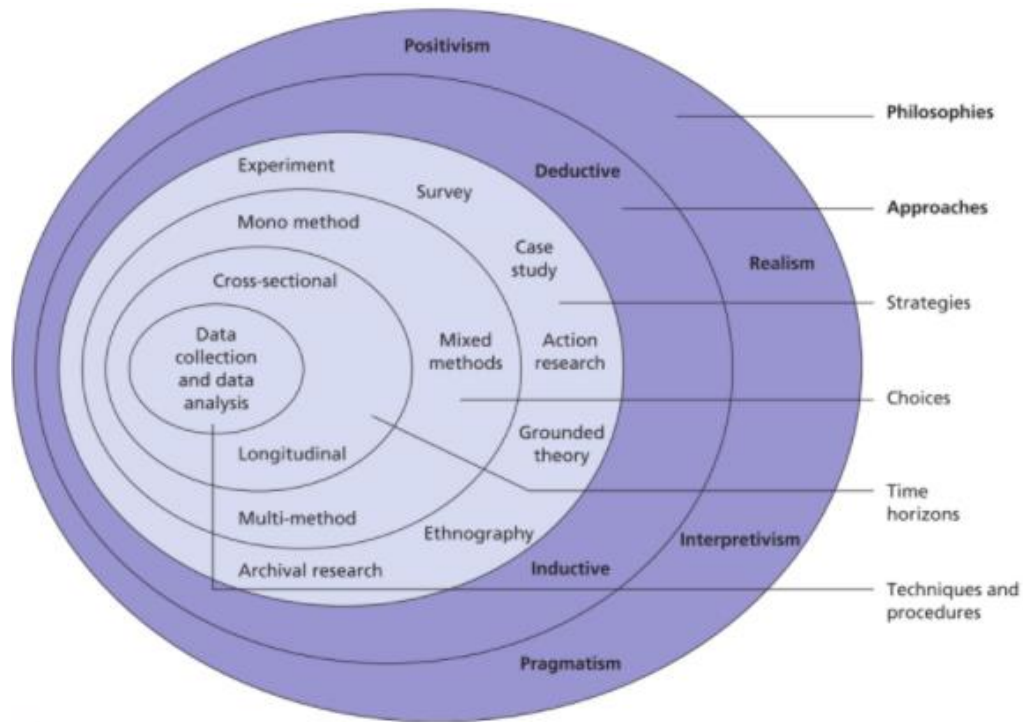 Positivism
Philosophies
Experiment
Deductive
Survey
Approaches
Mono method
Case
study
Realism
Cross-sectional
Strategies
Data
collection
and data
analysis
Mixed
methods
Action
research
Choices
Grounded
theory
Longitudinal
Time
horizons
Multi-method
Ethnography
Interpretivism
Archival research
Inductive
Techniques and
procedures
Pragmatism